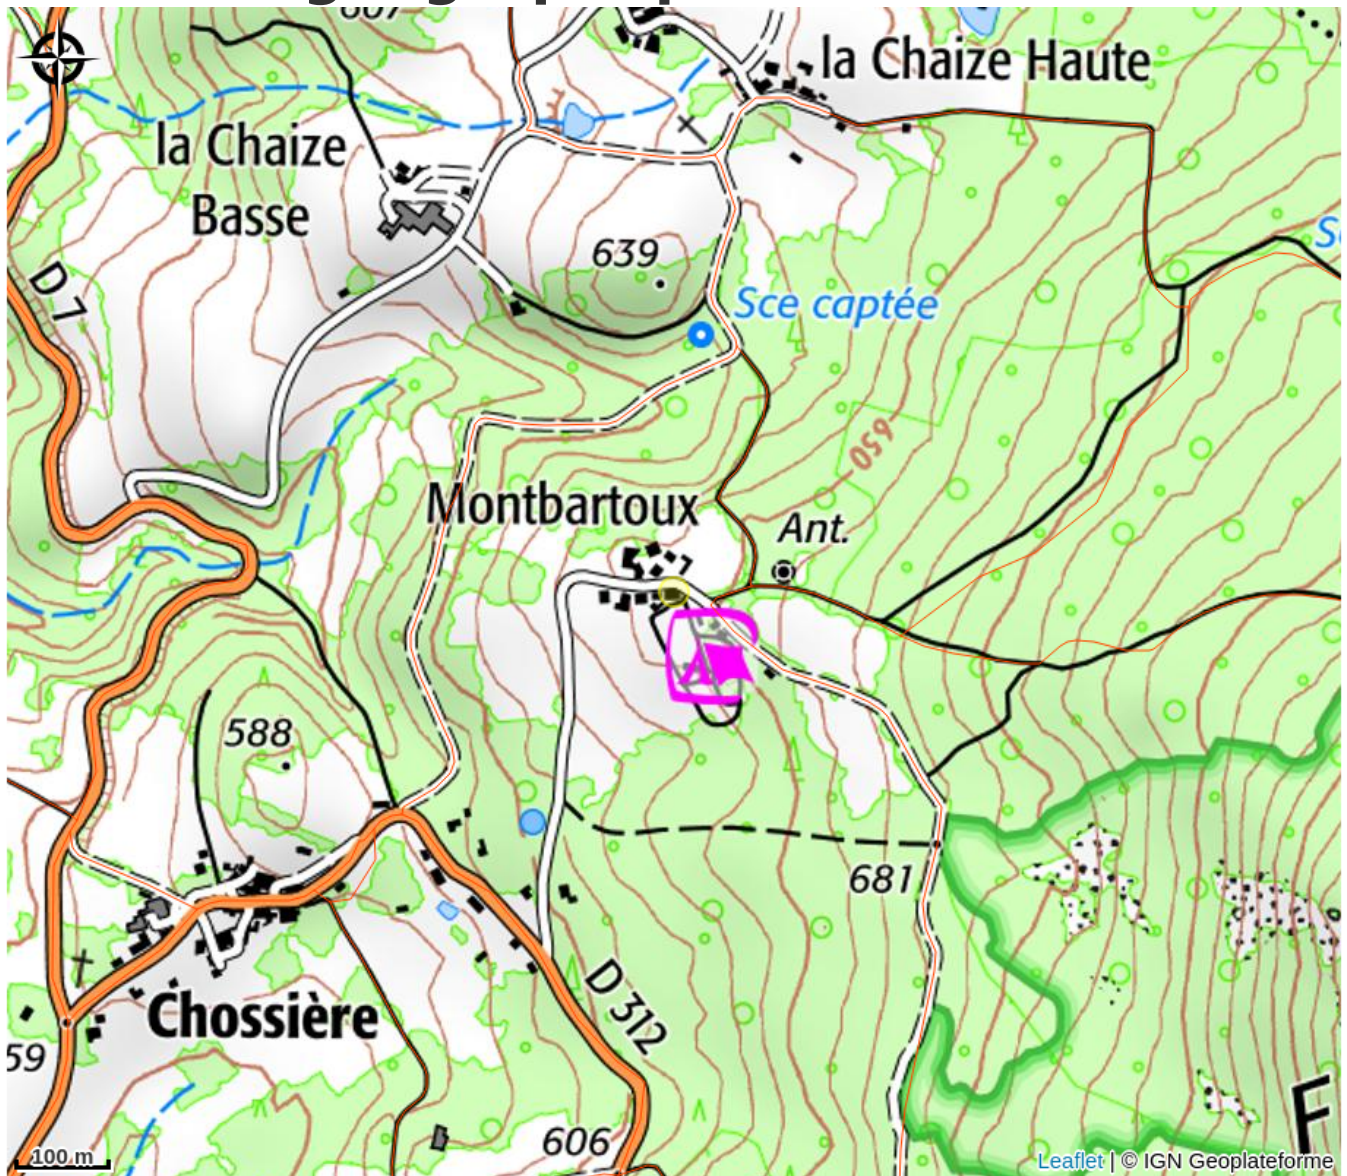 607
la Chaize Haute
la Chaize
Basse
639
D 7
Sce captée
650
Montbartoux
Ant.
588
681
Chossière
D 312
59
606
F
100 m
Leaflet | © IGN Geoplateforme